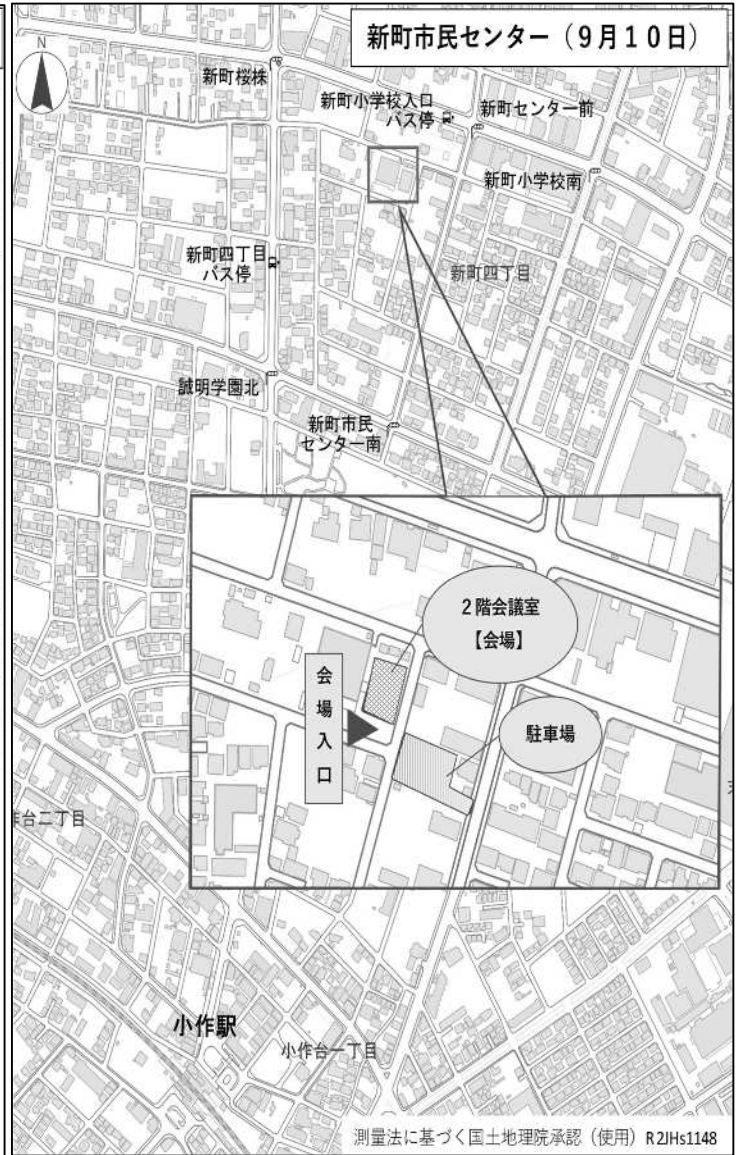 新町市民センター（9月10日）
N
新町桜株
新町小学校入口
バス停
新町センター前
新町小学校南
新町四丁目
バス停
新町四丁目
誠明学園北
新町市民
センター南
2階会議室
【会場】
会場入口
駐車場
作台二丁目
小作駅
小作台一丁目
測量法に基づく国土地理院承認（使用）R2JHs1148